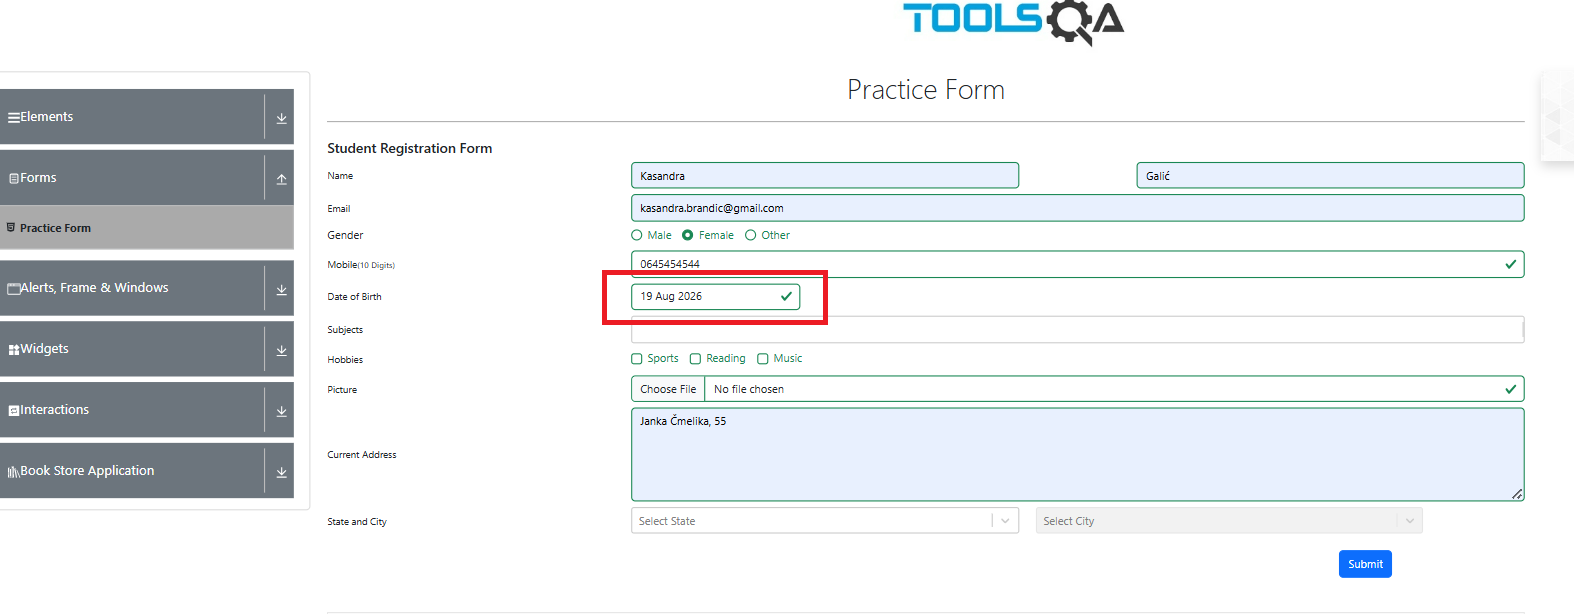 TOOLSQA
Practice Form
Elements
Forms
Practice Form
Alerts, Frame & Windows
Widgets
Interactions
Book Store Application
Student Registration Form
Name Kasandra Galić
Email kasandra.brandic@gmail.com
Gender Male Female Other
Mobile(10 Digits) 0645454544
Date of Birth 19 Aug 2026
Subjects
Hobbies Sports Reading Music
Picture Choose File No file chosen
Current Address Janka Čmelika, 55
State and City Select State Select City
Submit